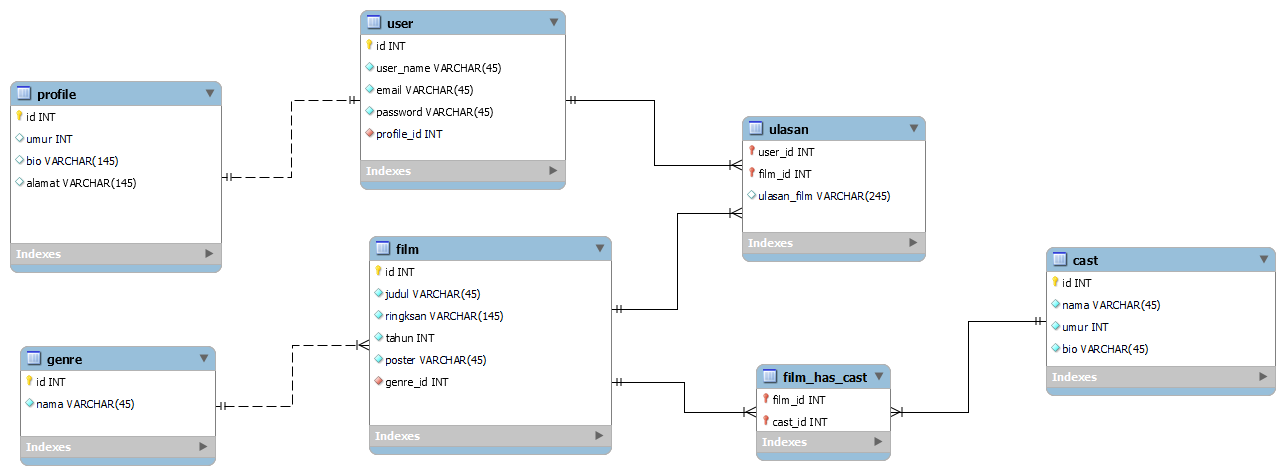 profile
id INT
umur INT
bio VARCHAR(145)
alamat VARCHAR(145)
Indexes
user
id INT
user_name VARCHAR(45)
email VARCHAR(45)
password VARCHAR(45)
profile_id INT
Indexes
ulasan
user_id INT
film_id INT
ulasan_film VARCHAR(245)
Indexes
film
id INT
judul VARCHAR(45)
ringksan VARCHAR(145)
tahun INT
poster VARCHAR(45)
genre_id INT
Indexes
genre
id INT
nama VARCHAR(45)
Indexes
film_has_cast
film_id INT
cast_id INT
Indexes
cast
id INT
nama VARCHAR(45)
umur INT
bio VARCHAR(45)
Indexes